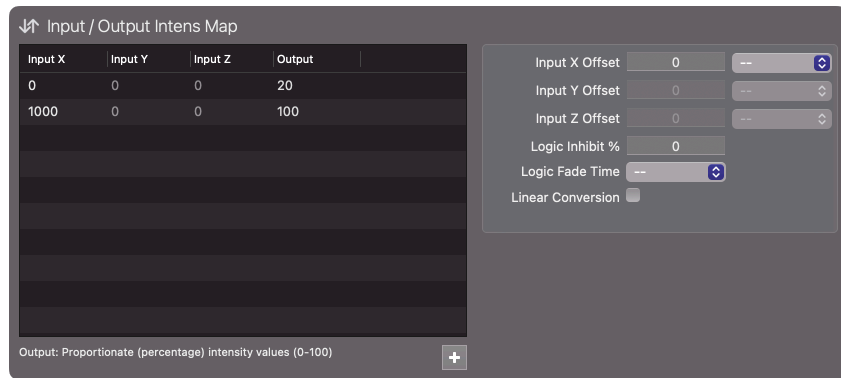 Input / Output Intens Map
Input X Input Y Input Z Output
0 0 0 20
1000 0 0 100
Output: Proportionate (percentage) intensity values (0-100)
+
Input X Offset 0 --
Input Y Offset 0 --
Input Z Offset 0 --
Logic Inhibit % 0
Logic Fade Time --
Linear Conversion